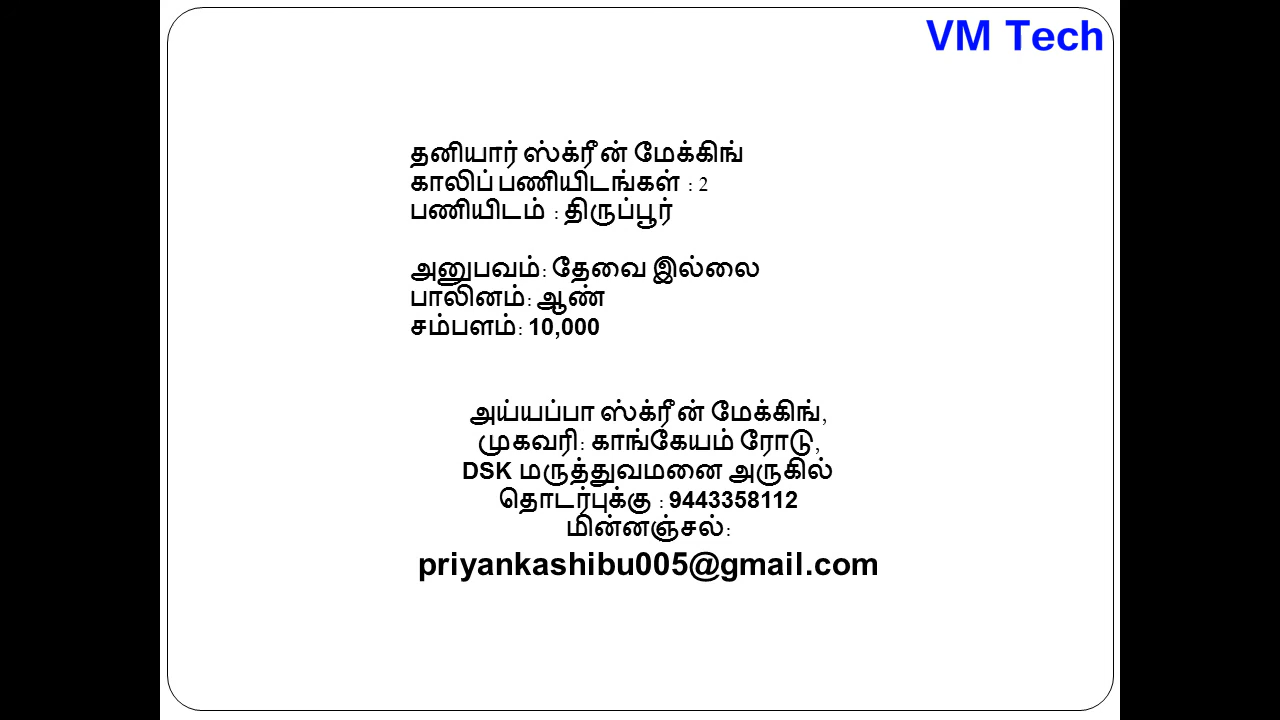 VM Tech
தனியார் ஸ்க்ரீன் மேக்கிங்
காலிப் பணியிடங்கள் : 2
பணியிடம் : திருப்பூர்
அனுபவம்: தேவை இல்லை
பாலினம்: ஆண்
சம்பளம்: 10,000
அய்யப்பா ஸ்க்ரீன் மேக்கிங்,
முகவரி: காங்கேயம் ரோடு,
DSK மருத்துவமனை அருகில்
தொடர்புக்கு : 9443358112
மின்னஞ்சல்:
priyankashibu005@gmail.com